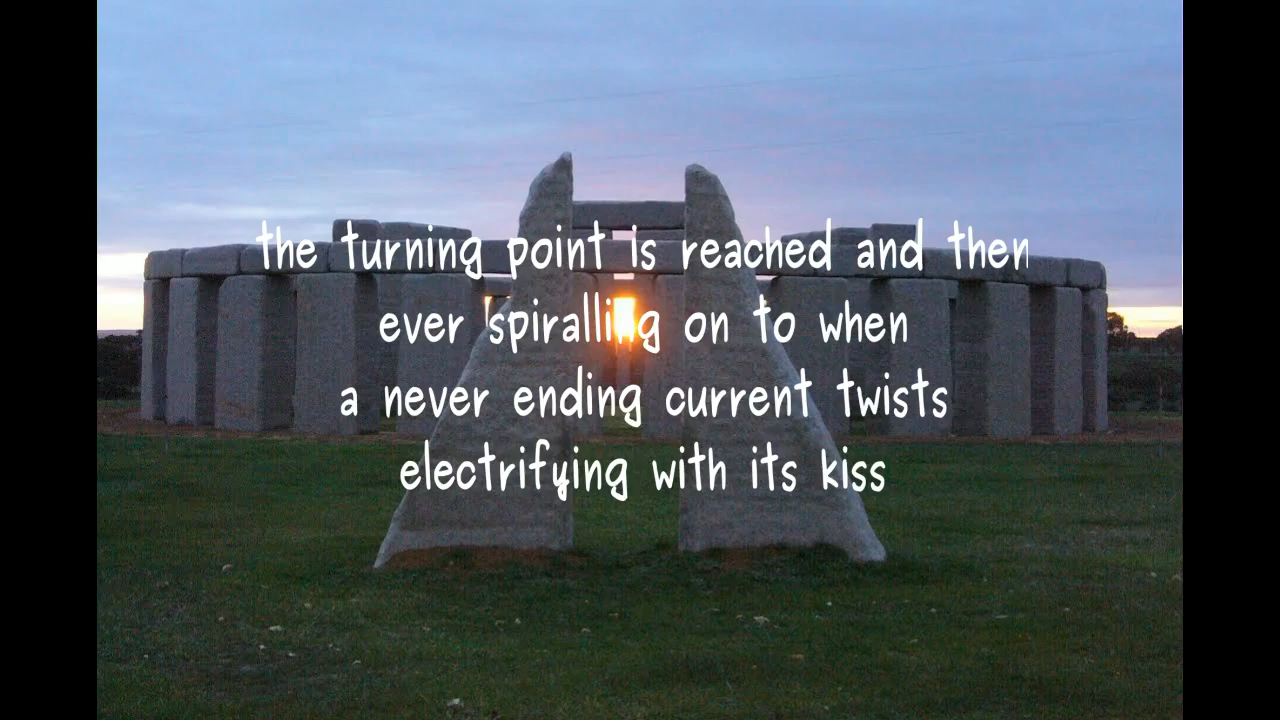 the turning point is reached and then
ever spiralling on to when
a never ending current twists
electrifying with its kiss